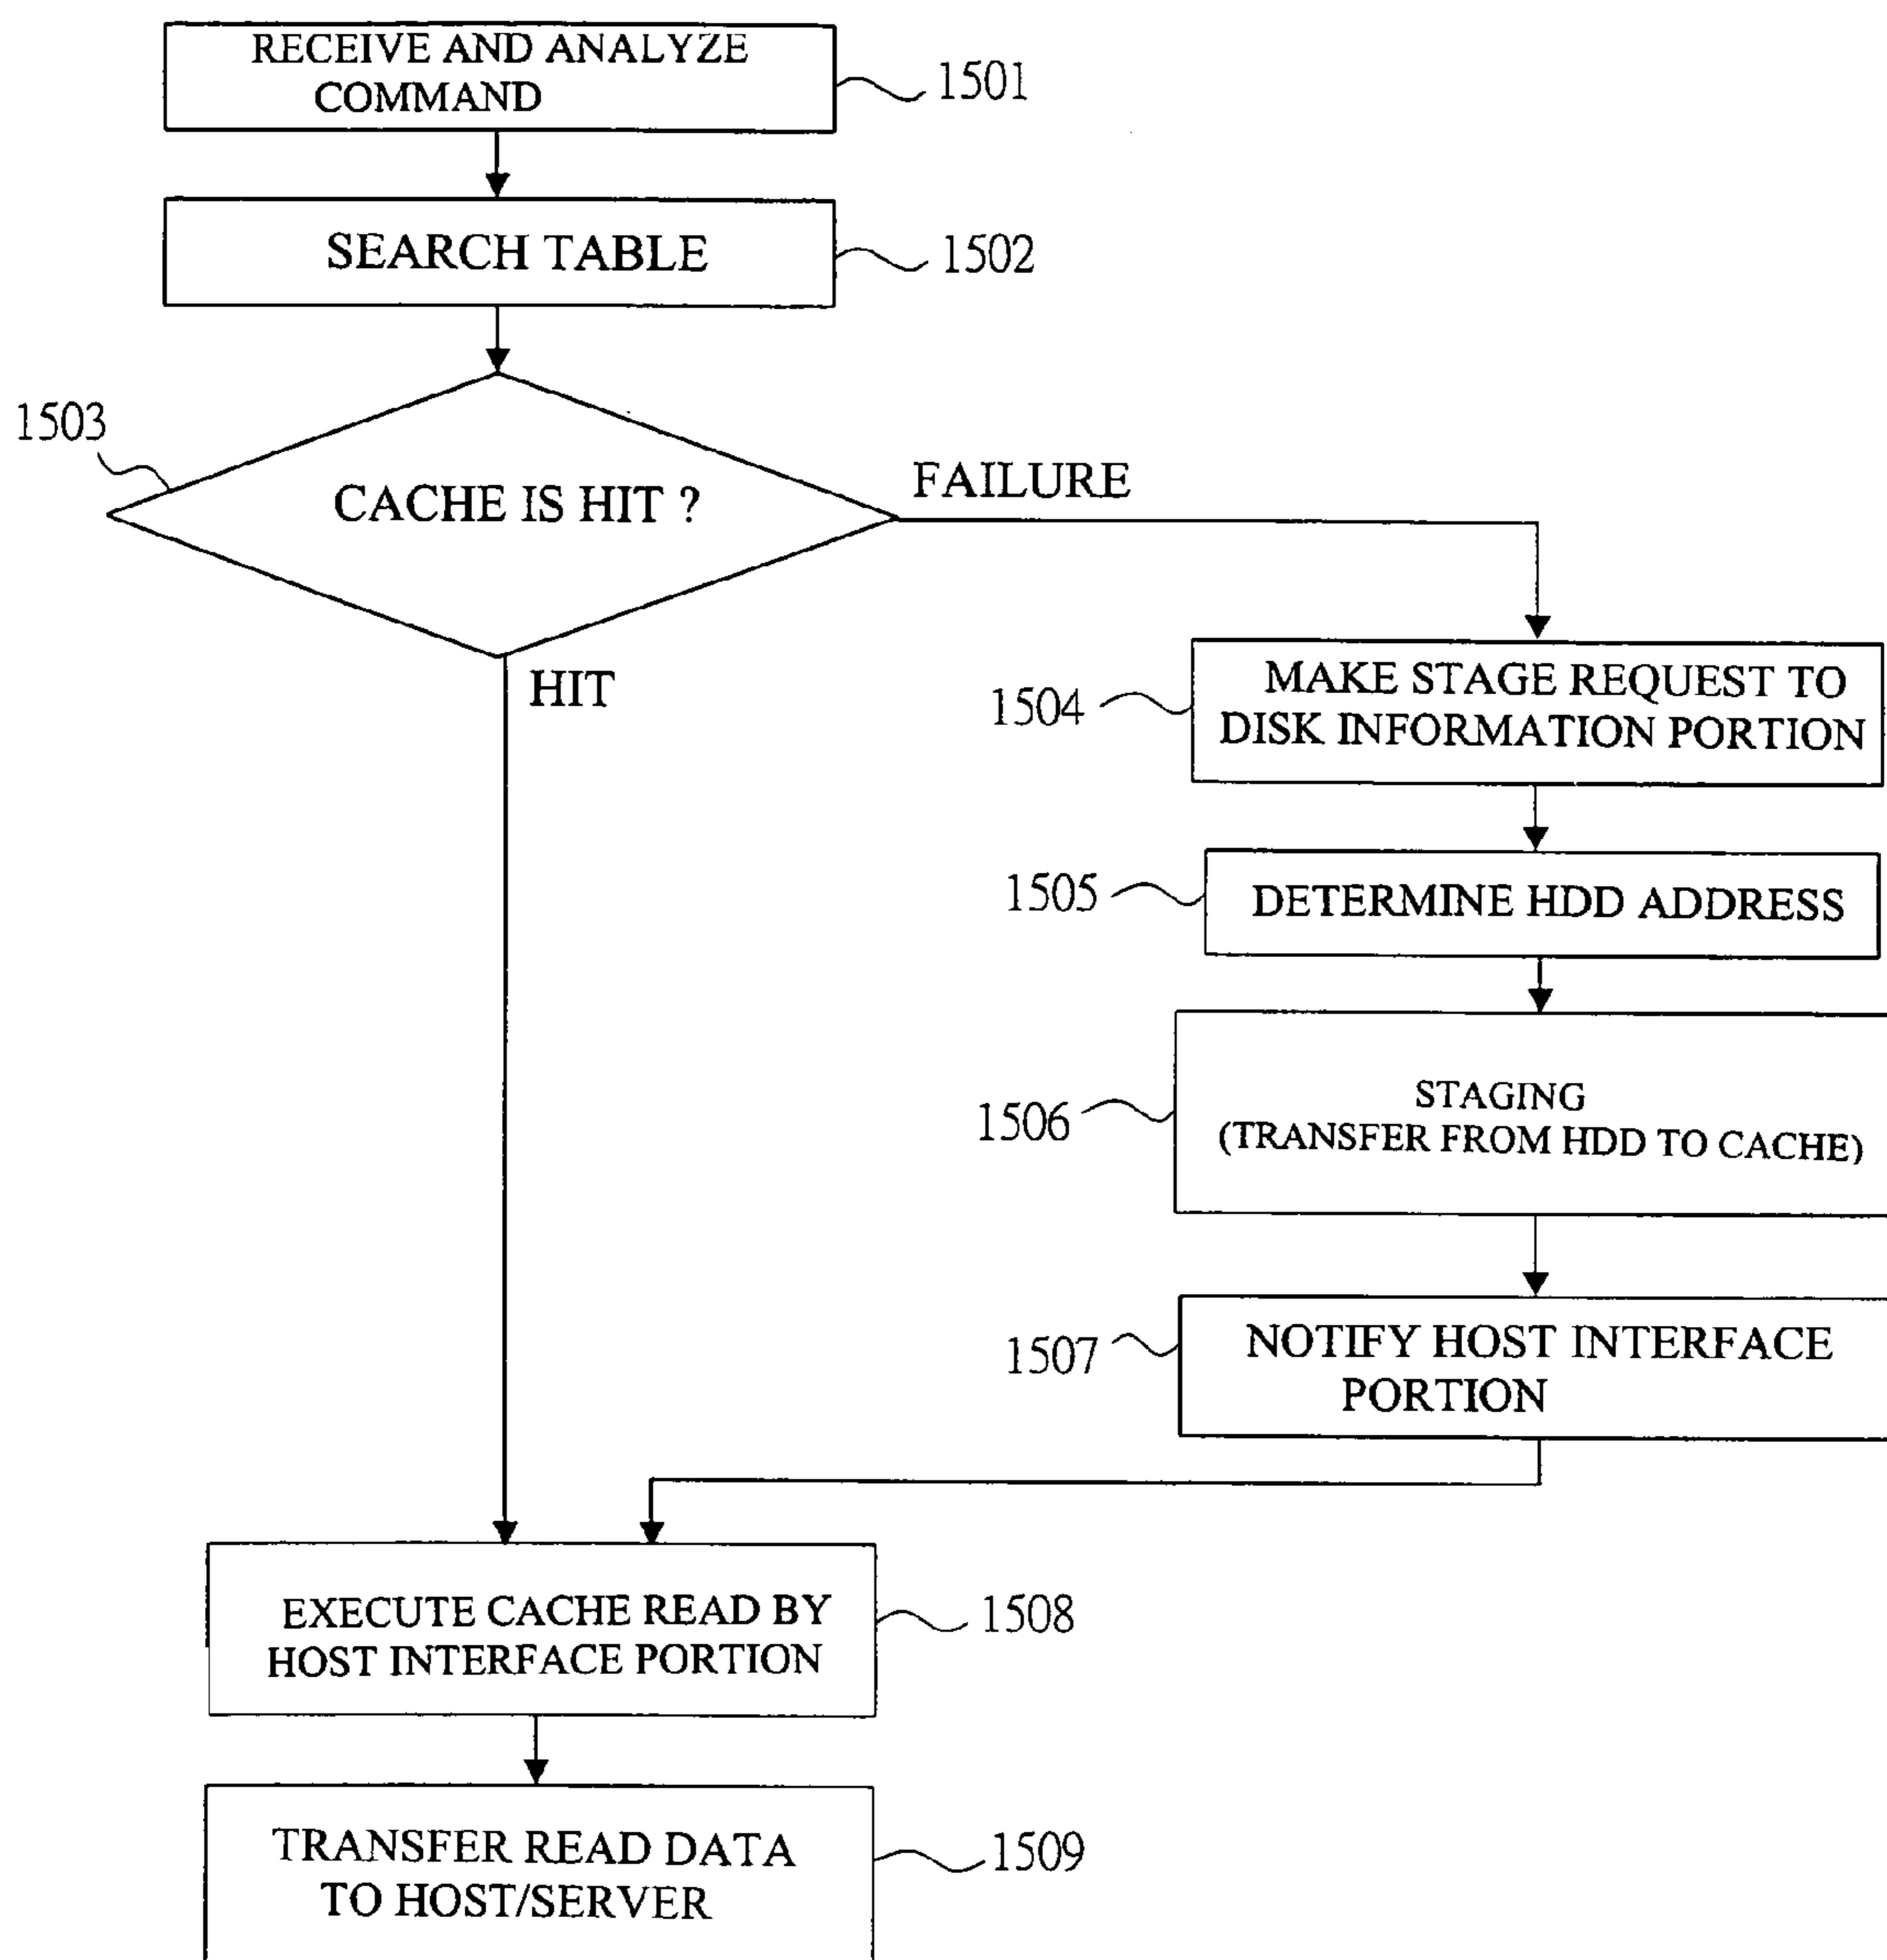 RECEIVE AND ANALYZE
COMMAND
1501
SEARCH TABLE
1502
1503
CACHE IS HIT ?
FAILURE
HIT
1504
MAKE STAGE REQUEST TO
DISK INFORMATION PORTION
1505
DETERMINE HDD ADDRESS
1506
STAGING
(TRANSFER FROM HDD TO CACHE)
1507
NOTIFY HOST INTERFACE
PORTION
EXECUTE CACHE READ BY
HOST INTERFACE PORTION
1508
TRANSFER READ DATA
TO HOST/SERVER
1509